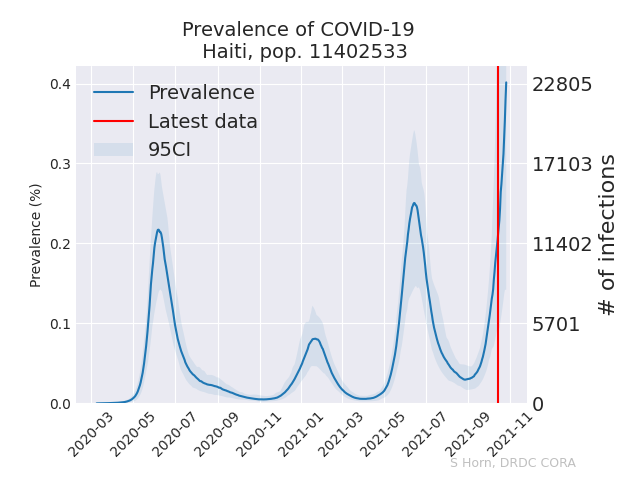 Prevalence of COVID-19
Haiti, pop. 11402533
Prevalence
Latest data
95CI
Prevalence (%)
0.4
0.3
0.2
0.1
0.0
22805
17103
11402
5701
0
# of infections
2020-03
2020-05
2020-07
2020-09
2020-11
2021-01
2021-03
2021-05
2021-07
2021-09
2021-11
S Horn, DRDC CORA